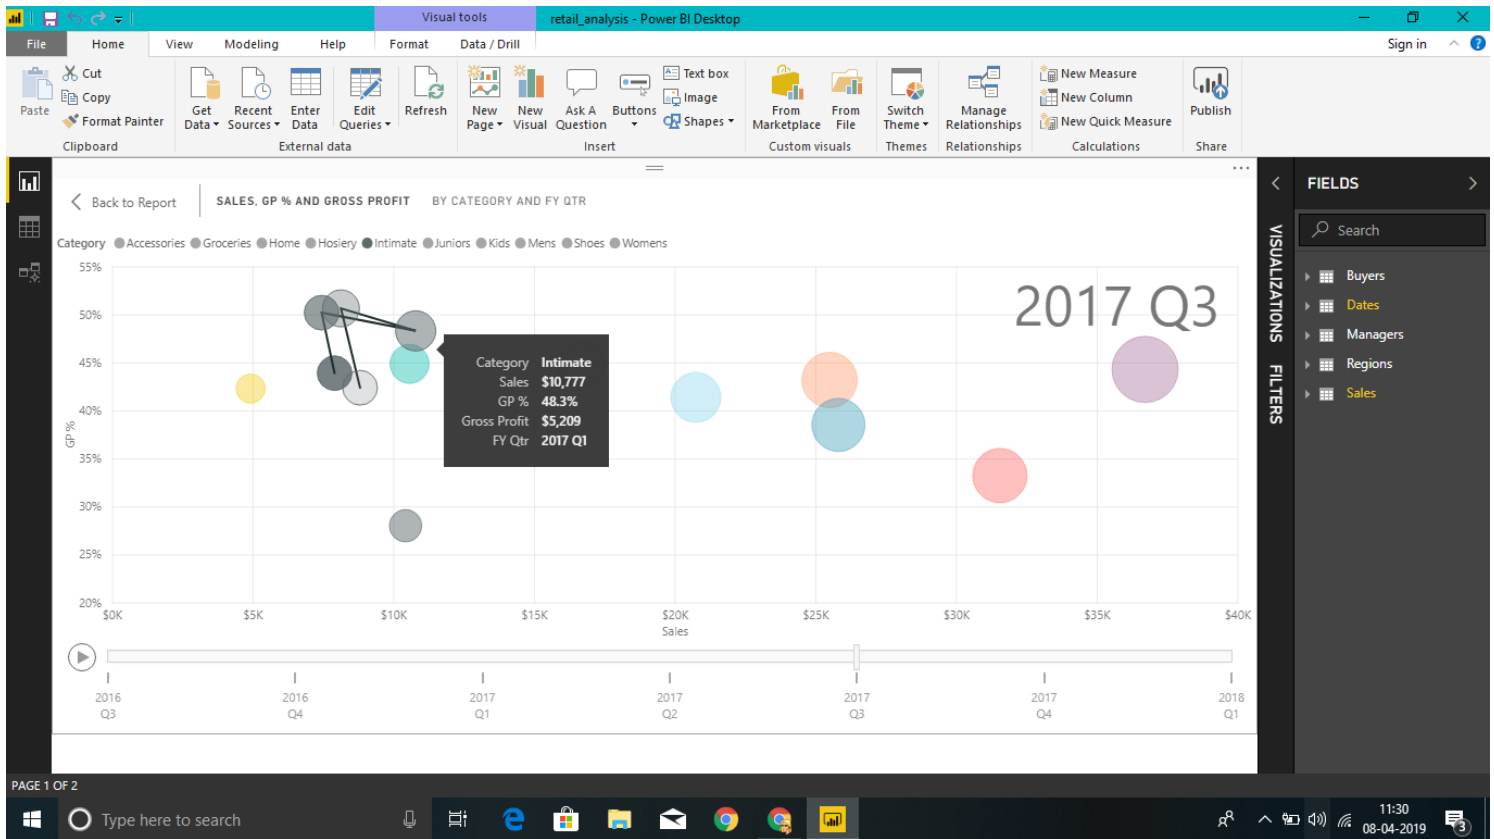 Visual tools
retail_analysis - Power BI Desktop
File Home View Modeling Help Format Data / Drill
Sign in
Paste
Cut
Copy
Format Painter
Clipboard
Get Data
Recent Sources
Enter Data
Edit Queries
External data
Refresh
New Page
New Visual
Ask A Question
Buttons
Text box
Image
Shapes
Insert
From Marketplace
From File
Custom visuals
Switch Theme
Themes
Manage Relationships
Relationships
New Measure
New Column
New Quick Measure
Calculations
Publish
Share
Back to Report
SALES, GP % AND GROSS PROFIT BY CATEGORY AND FY QTR
Category Accessories Groceries Home Hosiery Intimate Juniors Kids Mens Shoes Womens
55%
50%
45%
40%
35%
30%
25%
20%
GP %
2017 Q3
Category Intimate
Sales $10,777
GP % 48.3%
Gross Profit $5,209
FY Qtr 2017 Q1
$0K $5K $10K $15K $20K $25K $30K $35K $40K
Sales
2016 2016 2017 2017 2017 2017 2018
Q3 Q4 Q1 Q2 Q3 Q4 Q1
VISUALIZATIONS
FILTERS
FIELDS
Search
Buyers
Dates
Managers
Regions
Sales
PAGE 1 OF 2
Type here to search
11:30
08-04-2019
3